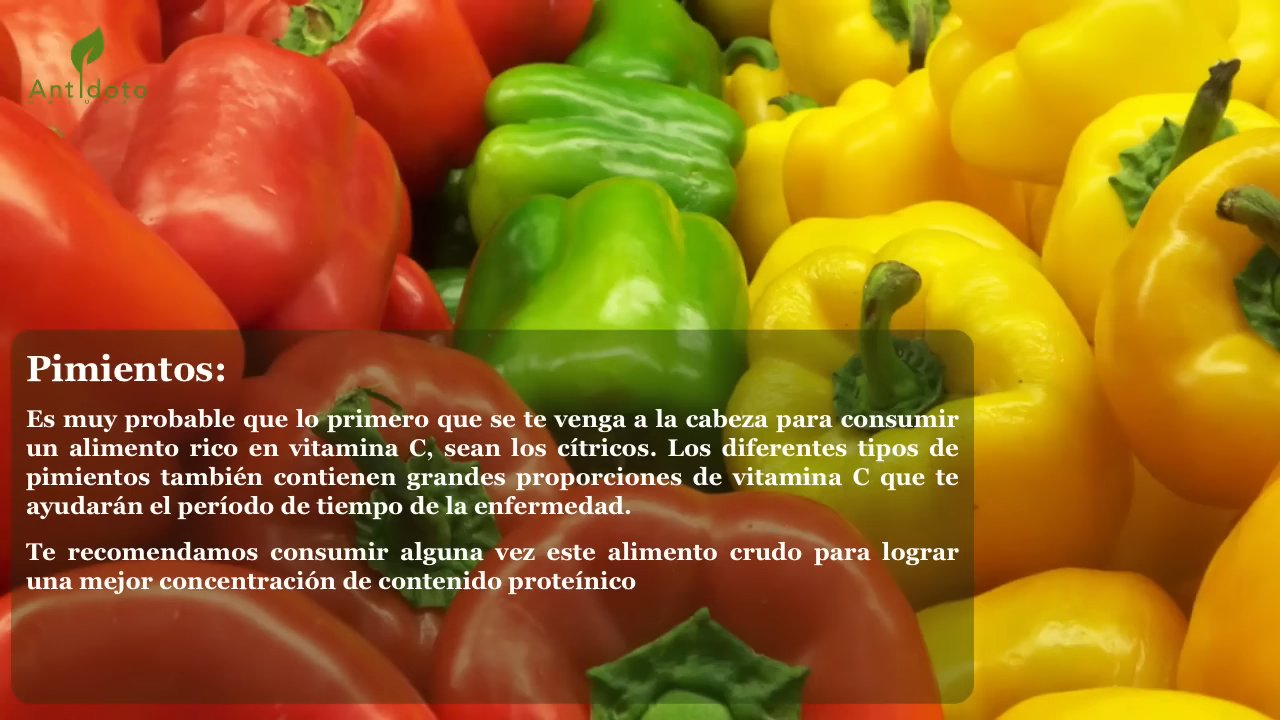 Antidoto
Pimientos:
Es muy probable que lo primero que se te venga a la cabeza para consumir
un alimento rico en vitamina C, sean los cítricos. Los diferentes tipos de
pimientos también contienen grandes proporciones de vitamina C que te
ayudarán el período de tiempo de la enfermedad.
Te recomendamos consumir alguna vez este alimento crudo para lograr
una mejor concentración de contenido proteínico